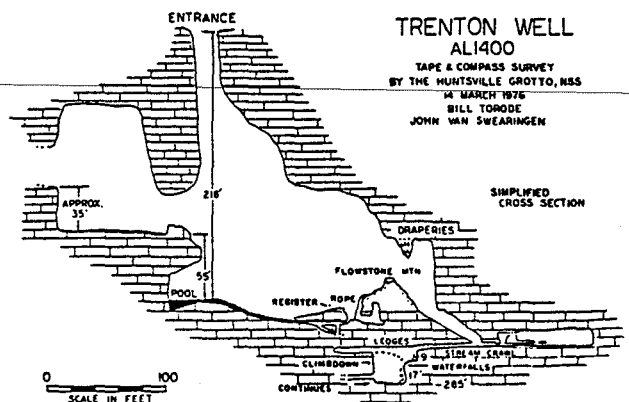 ENTRANCE
TRENTON WELL
AL1400
TAPE & COMPASS SURVEY
BY THE HUNTSVILLE GROTTO, NSS
14 MARCH 1976
BILL TORODE
JOHN VAN SWEARINGEN
SIMPLIFIED
CROSS SECTION
218'
APPROX.
35'
DRAPERIES
55'
FLOWSTONE MTN
POOL
REGISTER
ROPE
LEDGES
STREAM CRAWL
9
CLIMBDOWN
WATERFALLS
17'
-285'
CONTINUES
0 100
SCALE IN FEET